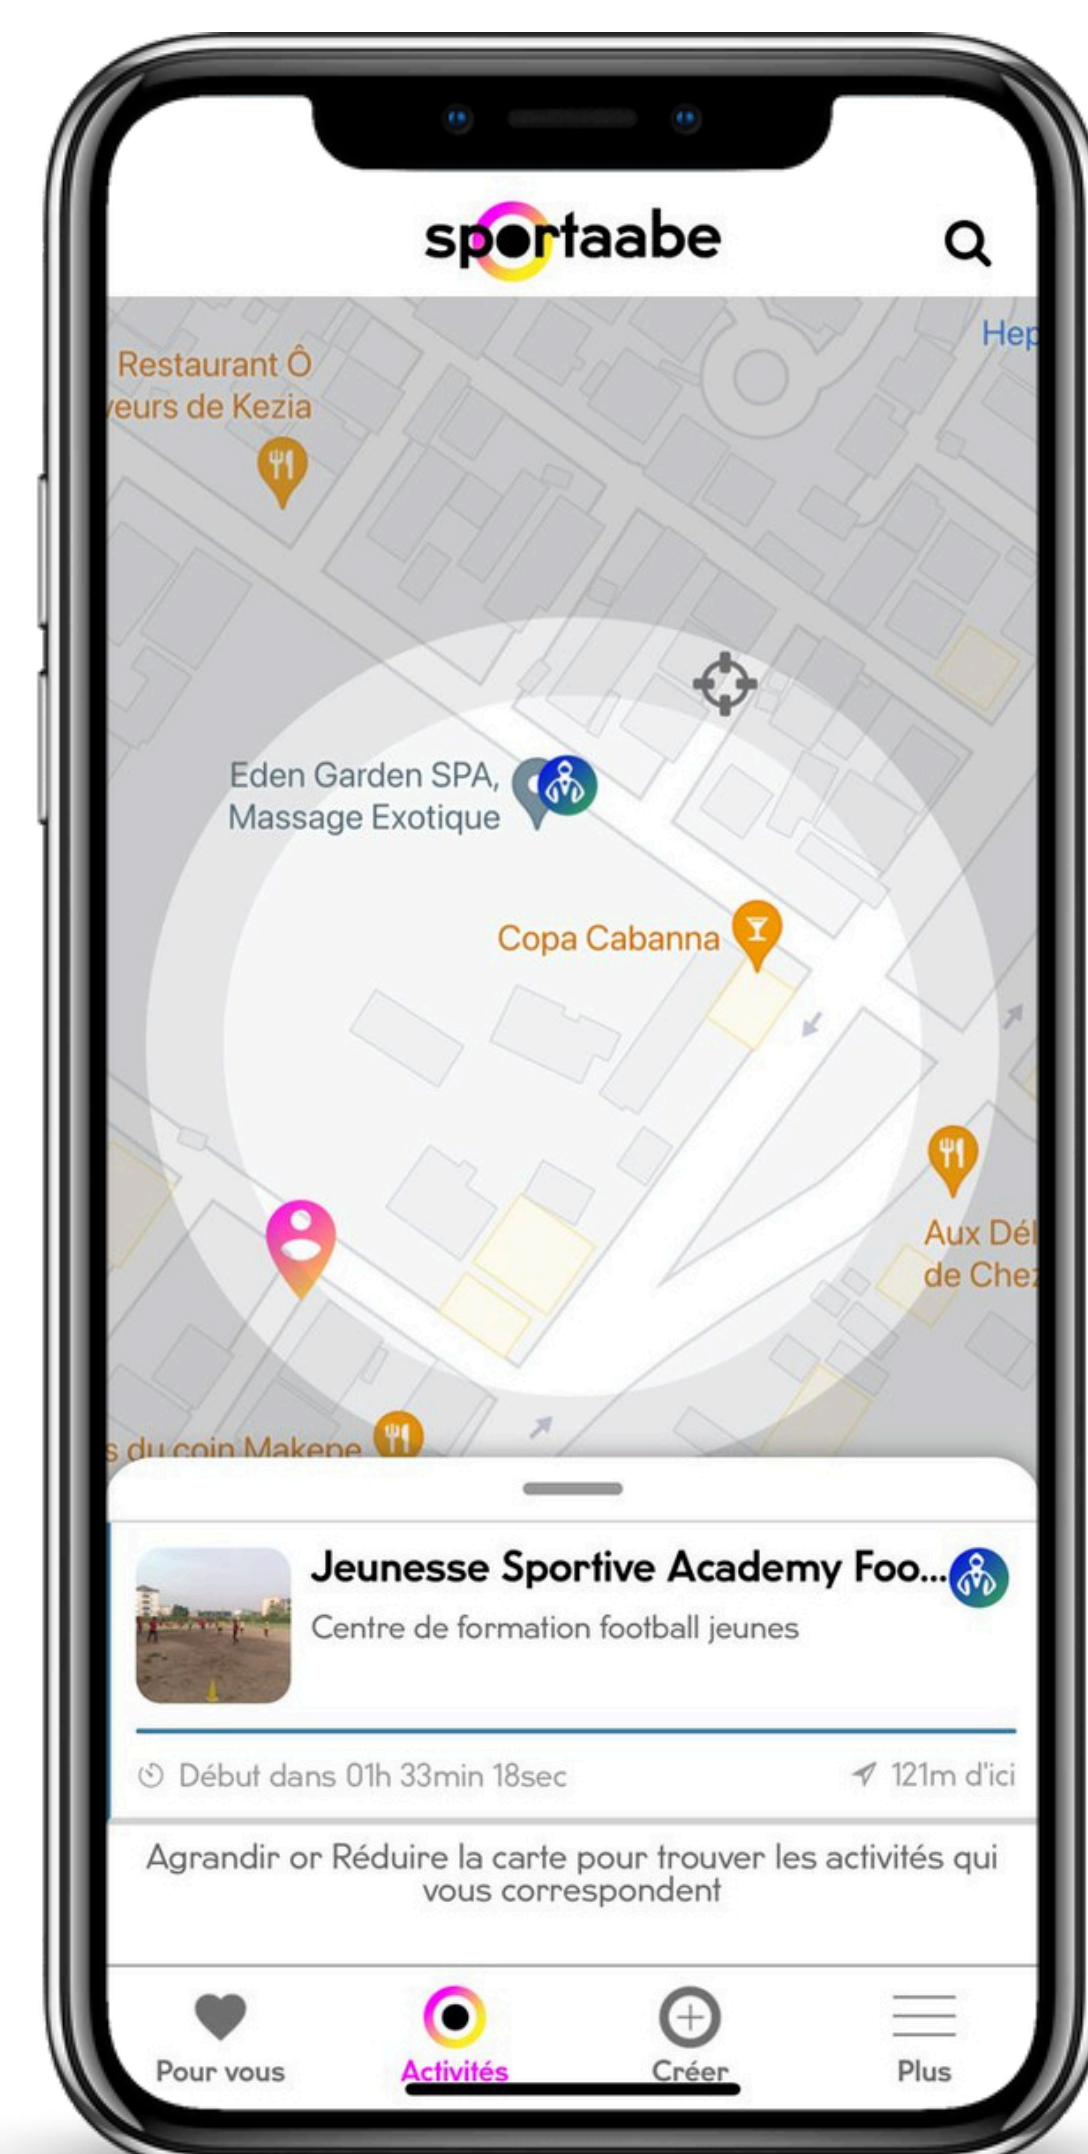 sportaabe
Hep
Restaurant Ô
veurs de Kezia
Eden Garden SPA,
Massage Exotique
Copa Cabanna
Aux Dél
de Chez
s du coin Makepe
Jeunesse Sportive Academy Foo...
Centre de formation football jeunes
Début dans 01h 33min 18sec
121m d'ici
Agrandir or Réduire la carte pour trouver les activités qui
vous correspondent
Pour vous
Activités
Créer
Plus